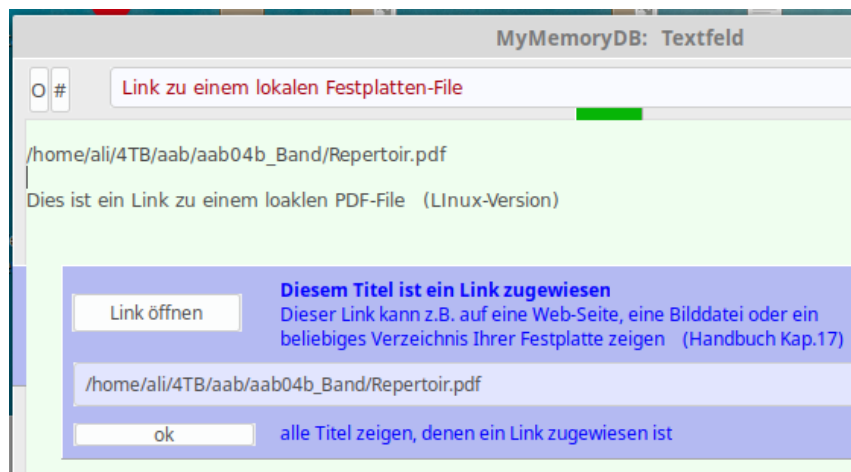 MyMemoryDB: Textfeld
O # Link zu einem lokalen Festplatten-File
/home/ali/4TB/aab/aab04b_Band/Repertoir.pdf
Dies ist ein Link zu einem loaklen PDF-File (LInux-Version)
Diesem Titel ist ein Link zugewiesen
Link öffnen Dieser Link kann z.B. auf eine Web-Seite, eine Bilddatei oder ein
beliebiges Verzeichnis Ihrer Festplatte zeigen (Handbuch Kap.17)
/home/ali/4TB/aab/aab04b_Band/Repertoir.pdf
ok alle Titel zeigen, denen ein Link zugewiesen ist